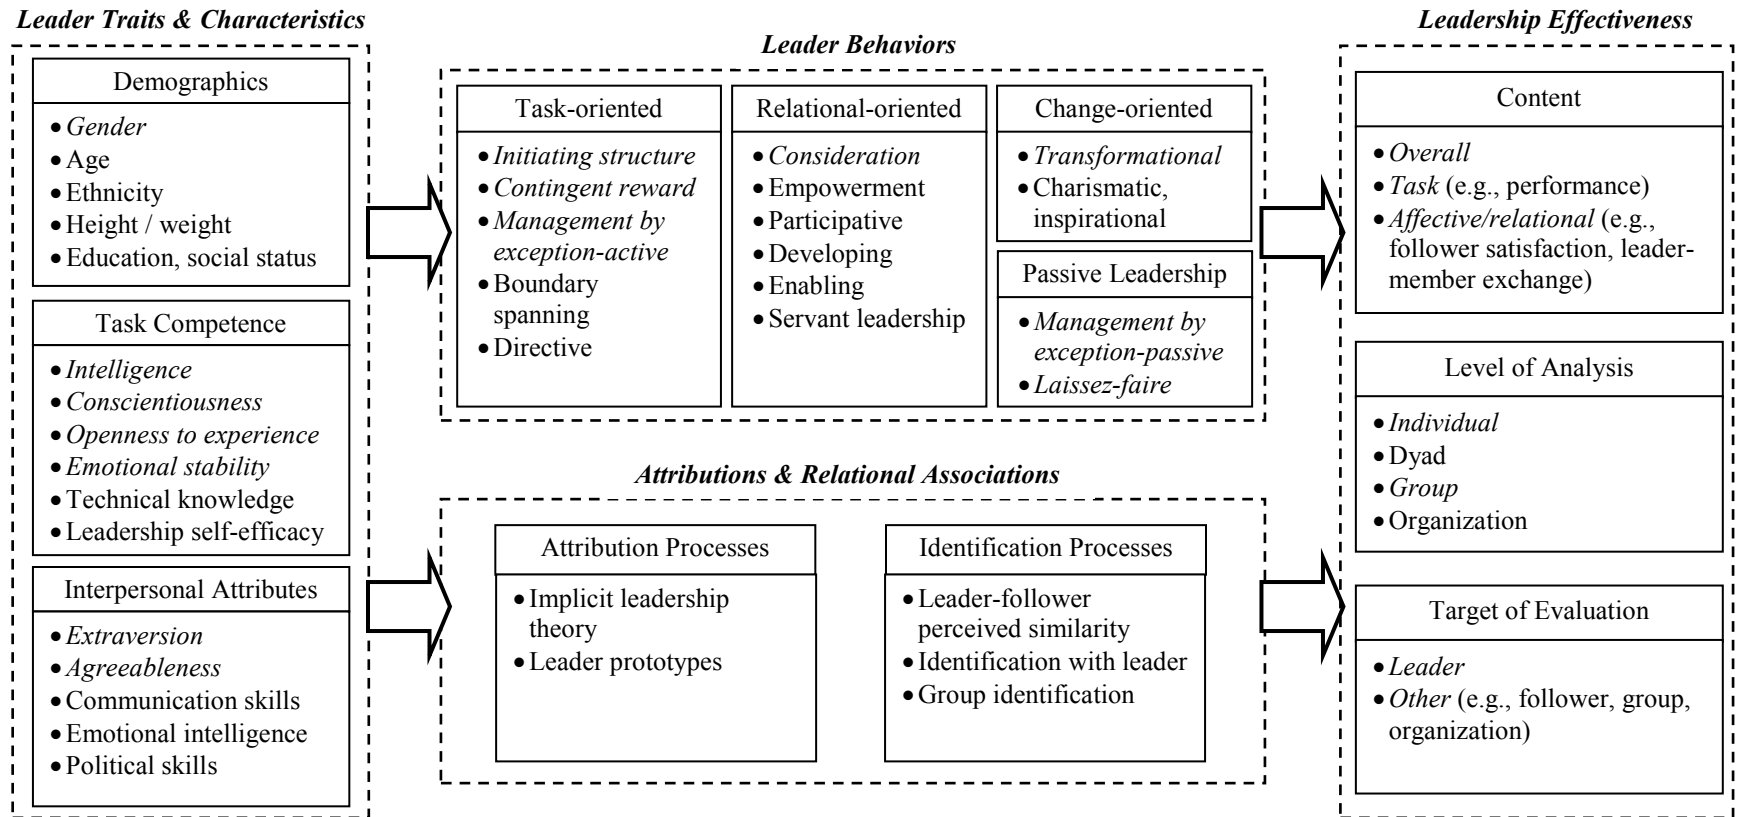 Leader Traits & Characteristics
Demographics
• Gender
• Age
• Ethnicity
• Height / weight
• Education, social status
Task Competence
• Intelligence
• Conscientiousness
• Openness to experience
• Emotional stability
• Technical knowledge
• Leadership self-efficacy
Interpersonal Attributes
• Extraversion
• Agreeableness
• Communication skills
• Emotional intelligence
• Political skills
Leader Behaviors
Task-oriented
• Initiating structure
• Contingent reward
• Management by
exception-active
• Boundary
spanning
• Directive
Relational-oriented
• Consideration
• Empowerment
• Participative
• Developing
• Enabling
• Servant leadership
Change-oriented
• Transformational
• Charismatic,
inspirational
Passive Leadership
• Management by
exception-passive
• Laissez-faire
Attributions & Relational Associations
Attribution Processes
• Implicit leadership
theory
• Leader prototypes
Identification Processes
• Leader-follower
perceived similarity
• Identification with leader
• Group identification
Leadership Effectiveness
Content
• Overall
• Task (e.g., performance)
• Affective/relational (e.g.,
follower satisfaction, leader-
member exchange)
Level of Analysis
• Individual
• Dyad
• Group
• Organization
Target of Evaluation
• Leader
• Other (e.g., follower, group,
organization)